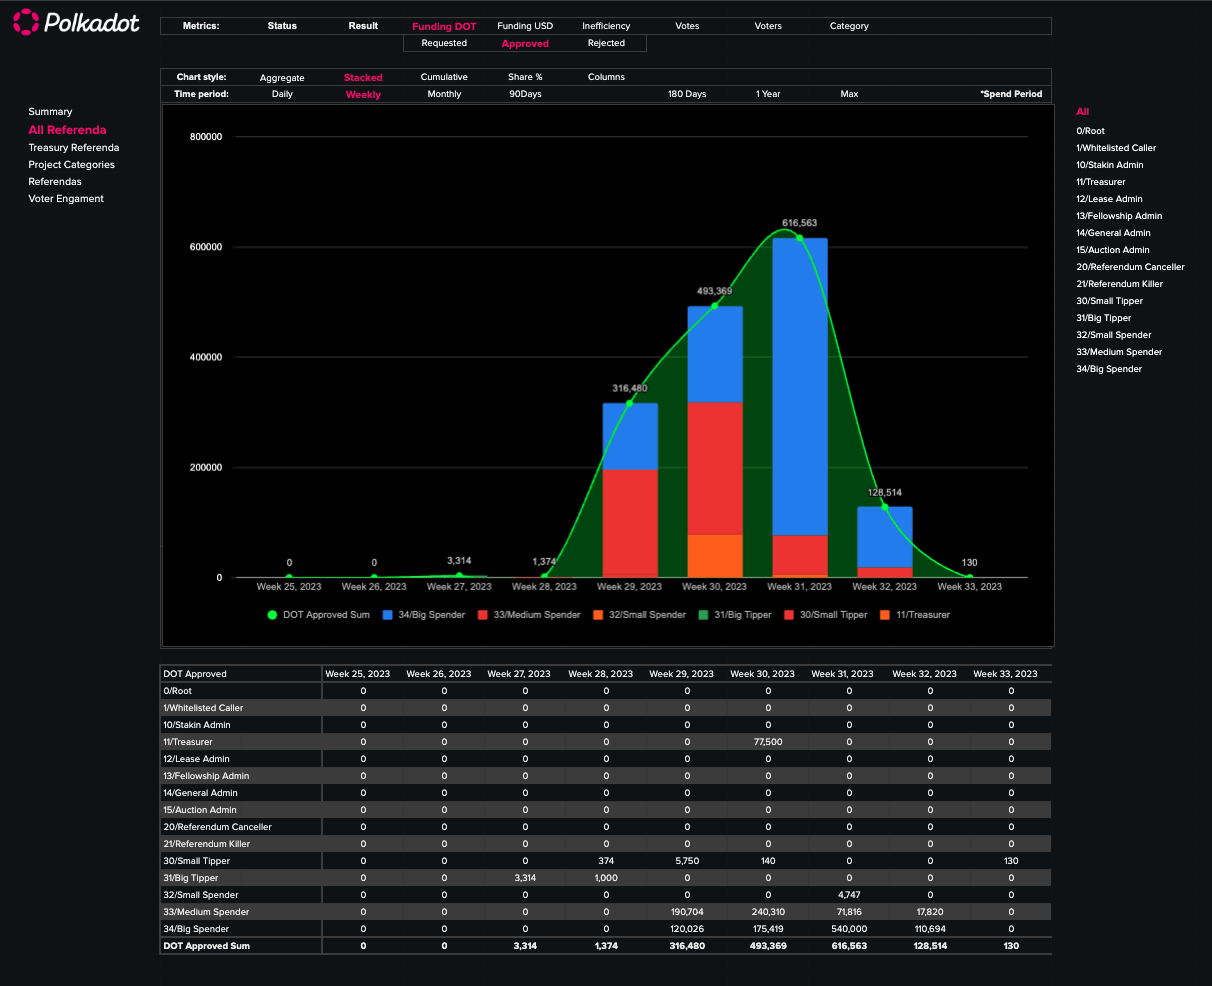 Polkadot
Metrics: Status Result Funding DOT Funding USD Inefficiency Votes Voters Category
Requested Approved Rejected
Chart style: Aggregate Stacked Cumulative Share % Columns
Time period: Daily Weekly Monthly 90Days 180 Days 1 Year Max *Spend Period
Summary
All Referenda
Treasury Referenda
Project Categories
Referendas
Voter Engament
800000
600000
400000
200000
0
0
0
3,314
1,374
316,480
493,369
616,563
128,514
130
Week 25, 2023 Week 26, 2023 Week 27, 2023 Week 28, 2023 Week 29, 2023 Week 30, 2023 Week 31, 2023 Week 32, 2023 Week 33, 2023
DOT Approved Sum 34/Big Spender 33/Medium Spender 32/Small Spender 31/Big Tipper 30/Small Tipper 11/Treasurer
All
0/Root
1/Whitelisted Caller
10/Stakin Admin
11/Treasurer
12/Lease Admin
13/Fellowship Admin
14/General Admin
15/Auction Admin
20/Referendum Canceller
21/Referendum Killer
30/Small Tipper
31/Big Tipper
32/Small Spender
33/Medium Spender
34/Big Spender
DOT Approved Week 25, 2023 Week 26, 2023 Week 27, 2023 Week 28, 2023 Week 29, 2023 Week 30, 2023 Week 31, 2023 Week 32, 2023 Week 33, 2023
0/Root 0 0 0 0 0 0 0 0 0
1/Whitelisted Caller 0 0 0 0 0 0 0 0 0
10/Stakin Admin 0 0 0 0 0 0 0 0 0
11/Treasurer 0 0 0 0 0 77,500 0 0 0
12/Lease Admin 0 0 0 0 0 0 0 0 0
13/Fellowship Admin 0 0 0 0 0 0 0 0 0
14/General Admin 0 0 0 0 0 0 0 0 0
15/Auction Admin 0 0 0 0 0 0 0 0 0
20/Referendum Canceller 0 0 0 0 0 0 0 0 0
21/Referendum Killer 0 0 0 0 0 0 0 0 0
30/Small Tipper 0 0 0 374 5,750 140 0 0 130
31/Big Tipper 0 0 3,314 1,000 0 0 0 0 0
32/Small Spender 0 0 0 0 0 0 4,747 0 0
33/Medium Spender 0 0 0 0 190,704 240,310 71,816 17,820 0
34/Big Spender 0 0 0 0 120,026 175,419 540,000 110,694 0
DOT Approved Sum 0 0 3,314 1,374 316,480 493,369 616,563 128,514 130